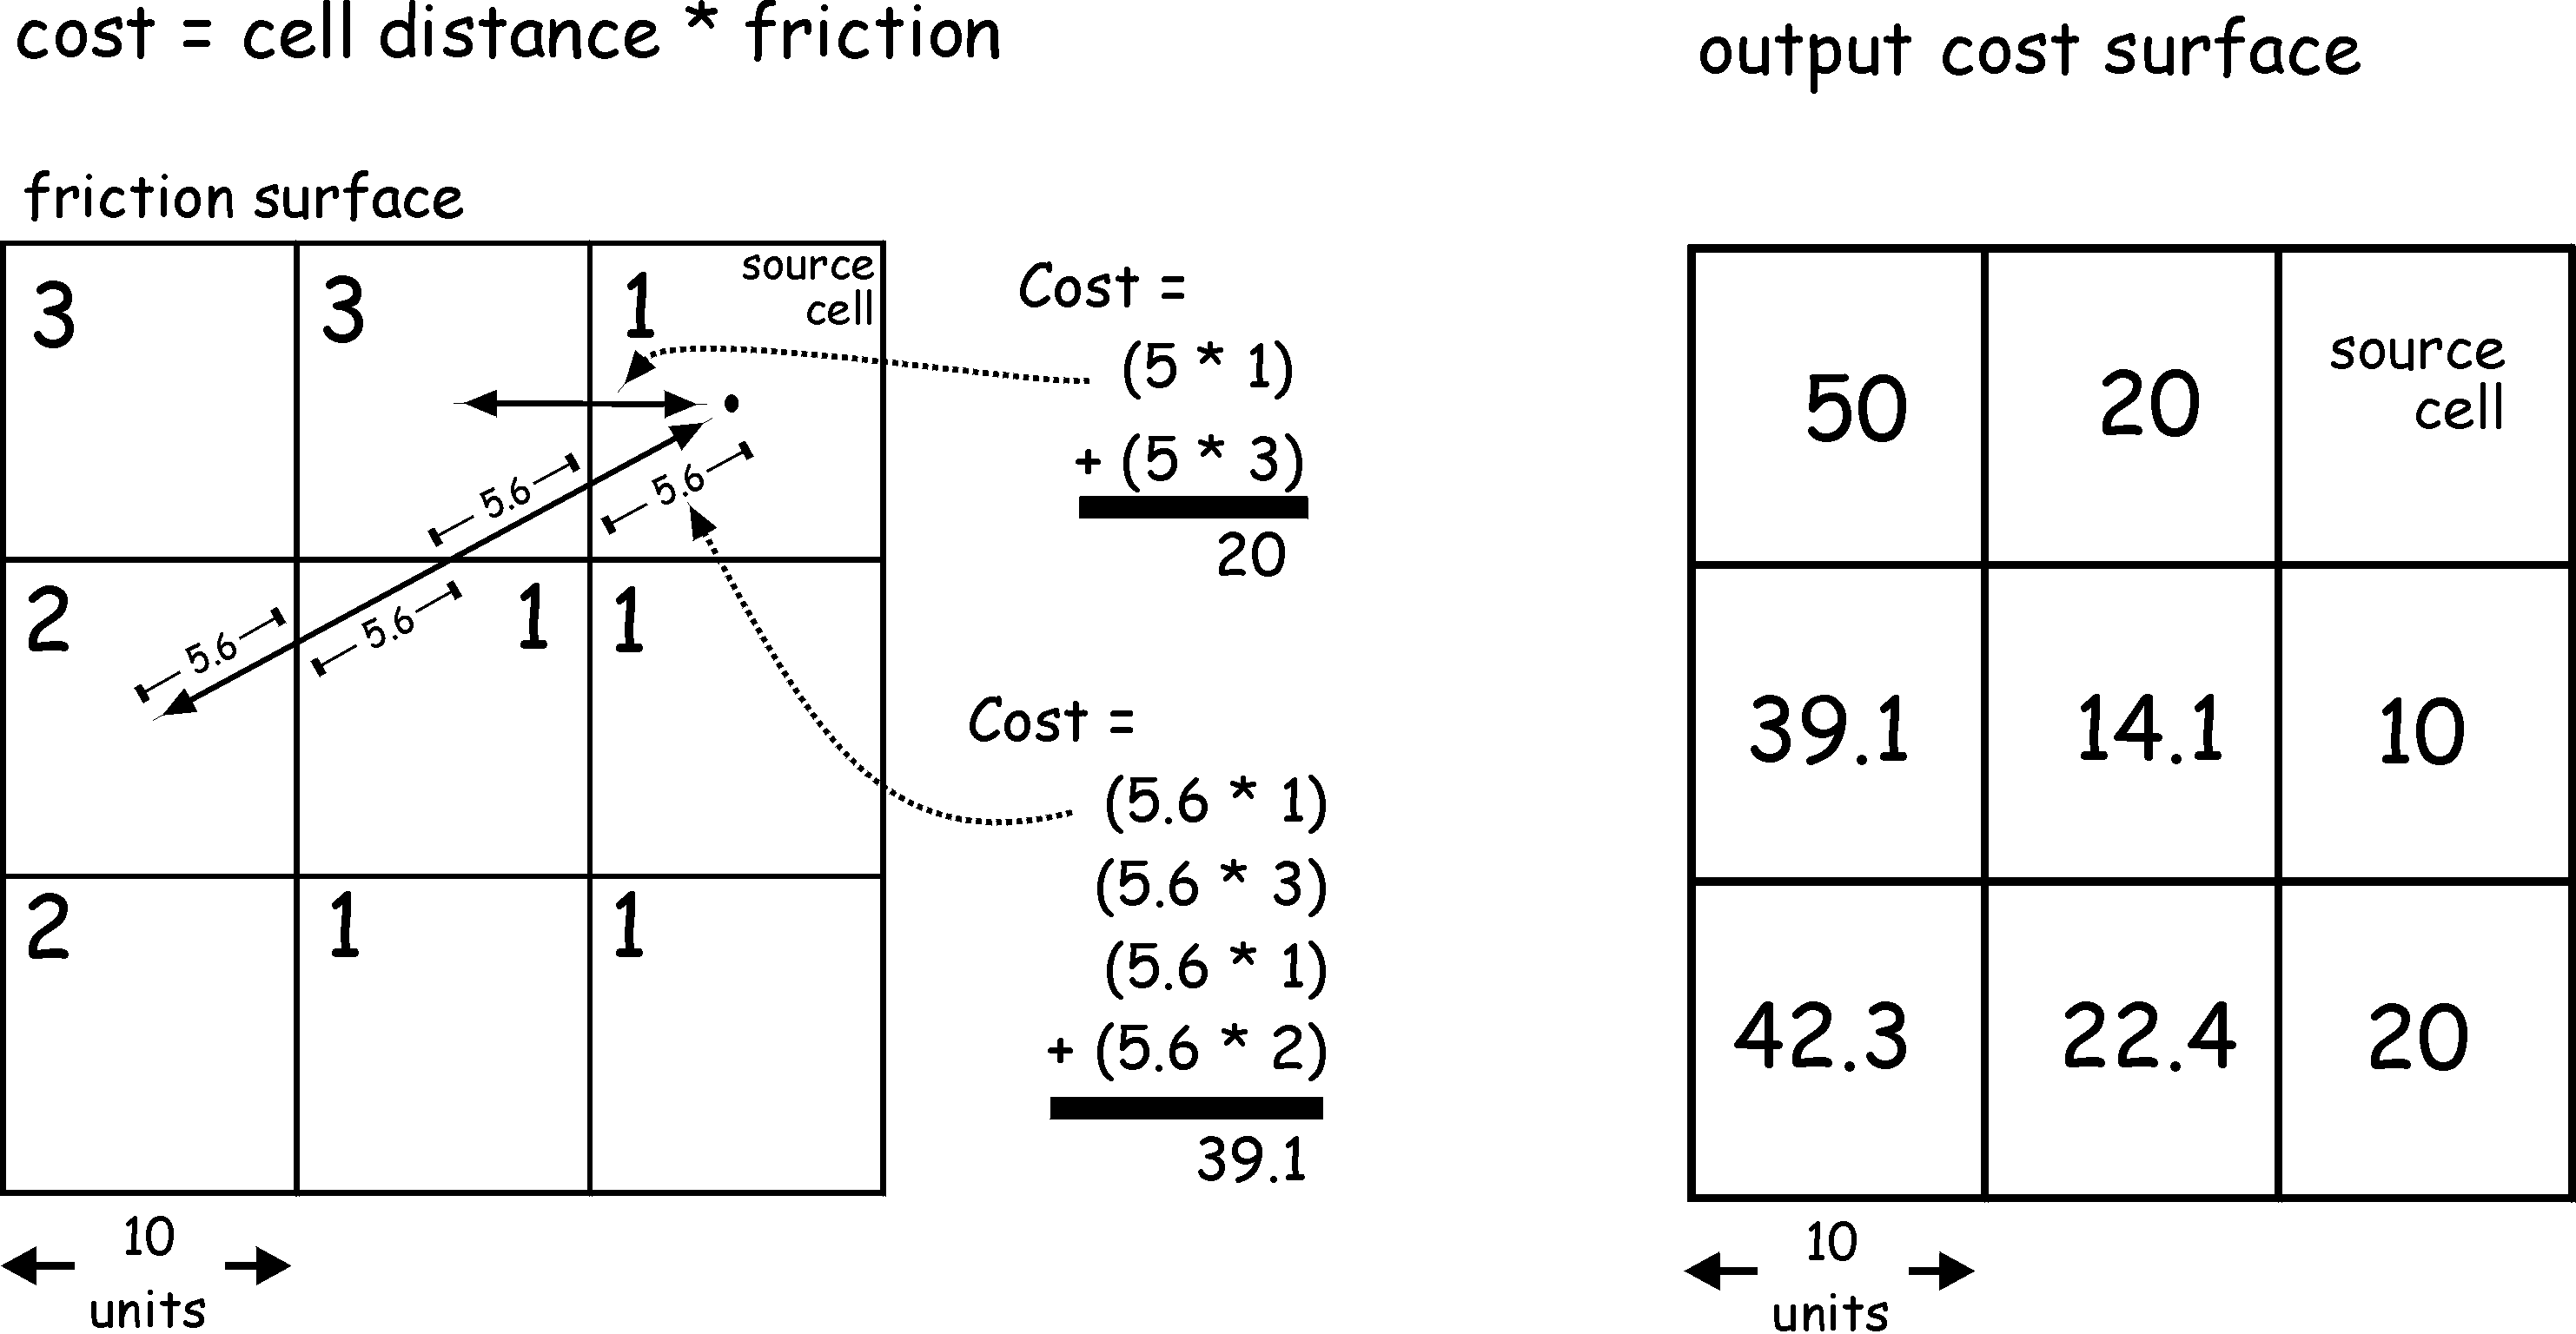 cost = cell distance * friction
friction surface
3
3
1
source
cell
5.6
5.6
2
1
1
5.6
5.6
2
1
1
10
units
Cost =
(5 * 1)
+ (5 * 3)
20
Cost =
(5.6 * 1)
(5.6 * 3)
(5.6 * 1)
+ (5.6 * 2)
39.1
output cost surface
50
20
source
cell
39.1
14.1
10
42.3
22.4
20
10
units